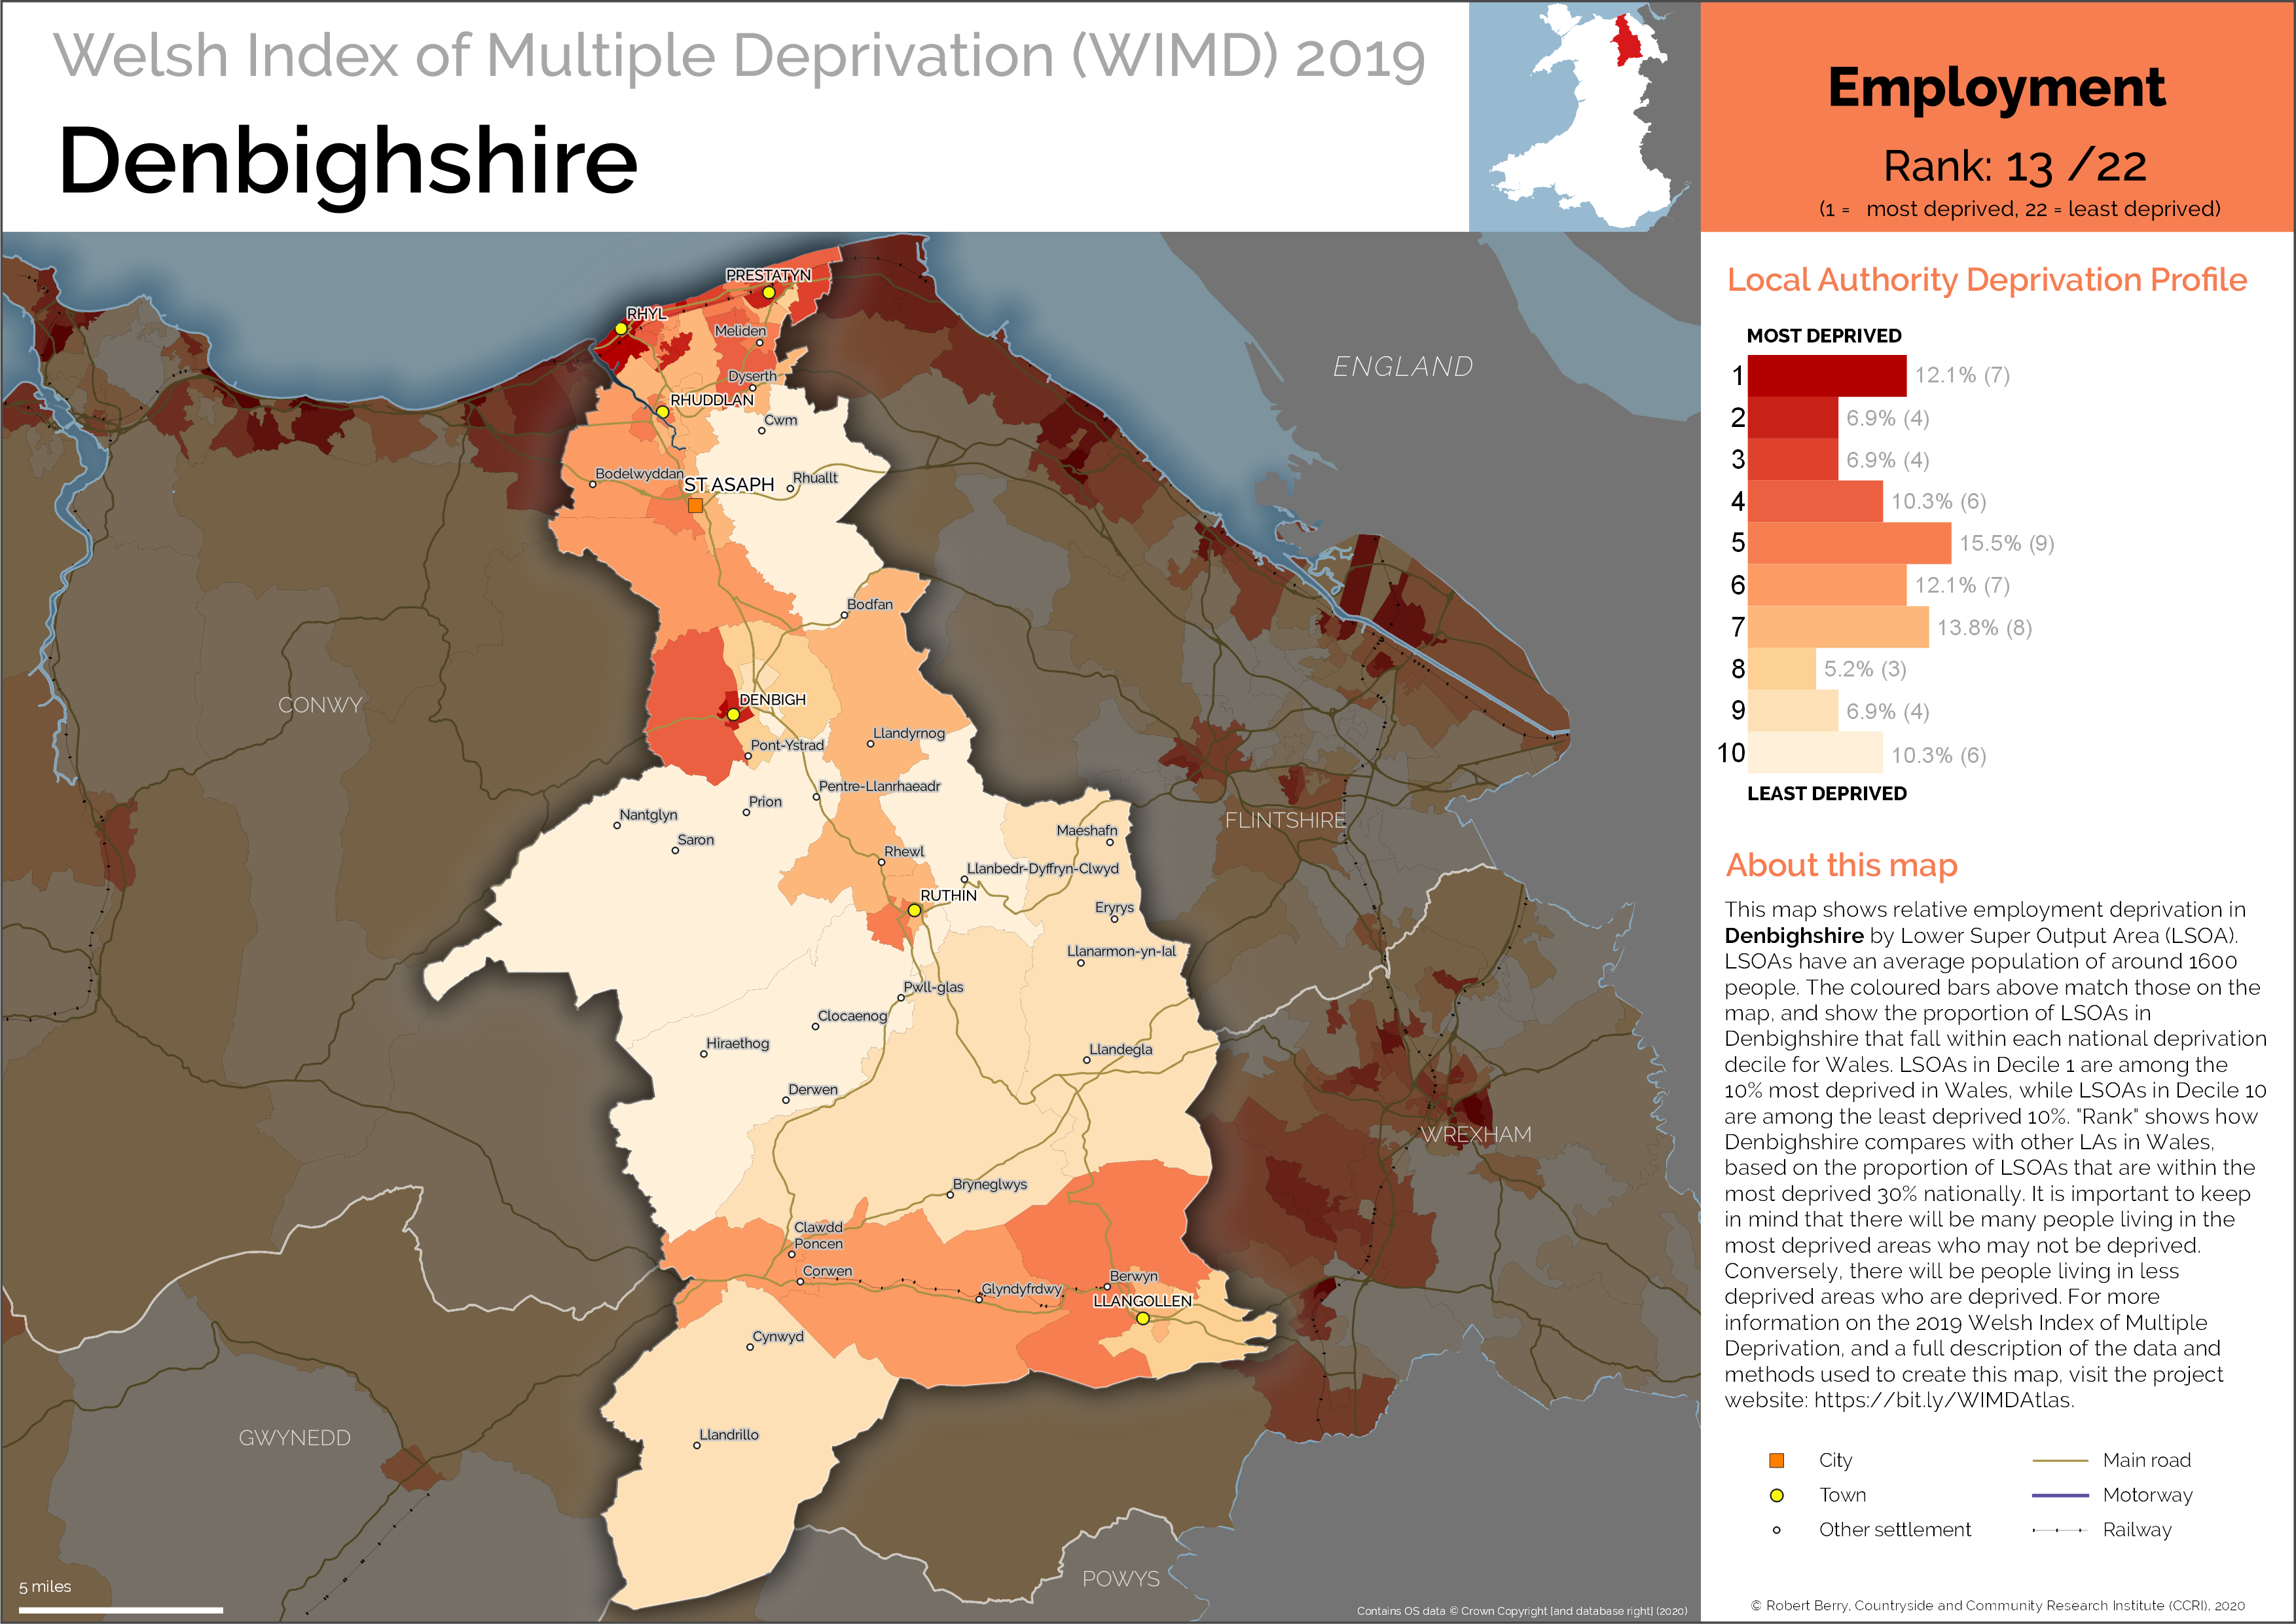 Welsh Index of Multiple Deprivation (WIMD) 2019
Denbighshire
Employment
Rank: 13 /22
(1 = most deprived, 22 = least deprived)
PRESTATYN
RHYL
Meliden
Dyserth
RHUDDLAN
Cwm
Bodelwyddan
ST ASAPH
Rhuallt
Bodfan
DENBIGH
Llandyrnog
Pont-Ystrad
Pentre-Llanrhaeadr
Prion
Nantglyn
Saron
Maeshafn
Rhewl
Llanbedr-Dyffryn-Clwyd
RUTHIN
Eryrys
Llanarmon-yn-Ial
Pwll-glas
Clocaenog
Hiraethog
Llandegla
Derwen
Bryneglwys
Clawdd
Poncen
Corwen
Berwyn
Glyndyfrdwy
LLANGOLLEN
Cynwyd
Llandrillo
ENGLAND
CONWY
FLINTSHIRE
WREXHAM
GWYNEDD
POWYS
5 miles
Contains OS data © Crown Copyright [and database right] (2020)
Local Authority Deprivation Profile
MOST DEPRIVED
1 12.1% (7)
2 6.9% (4)
3 6.9% (4)
4 10.3% (6)
5 15.5% (9)
6 12.1% (7)
7 13.8% (8)
8 5.2% (3)
9 6.9% (4)
10 10.3% (6)
LEAST DEPRIVED
About this map
This map shows relative employment deprivation in
Denbighshire by Lower Super Output Area (LSOA).
LSOAs have an average population of around 1600
people. The coloured bars above match those on the
map, and show the proportion of LSOAs in
Denbighshire that fall within each national deprivation
decile for Wales. LSOAs in Decile 1 are among the
10% most deprived in Wales, while LSOAs in Decile 10
are among the least deprived 10%. "Rank" shows how
Denbighshire compares with other LAs in Wales,
based on the proportion of LSOAs that are within the
most deprived 30% nationally. It is important to keep
in mind that there will be many people living in the
most deprived areas who may not be deprived.
Conversely, there will be people living in less
deprived areas who are deprived. For more
information on the 2019 Welsh Index of Multiple
Deprivation, and a full description of the data and
methods used to create this map, visit the project
website: https://bit.ly/WIMDAtlas.
City
Town
Other settlement
Main road
Motorway
Railway
© Robert Berry, Countryside and Community Research Institute (CCRI), 2020